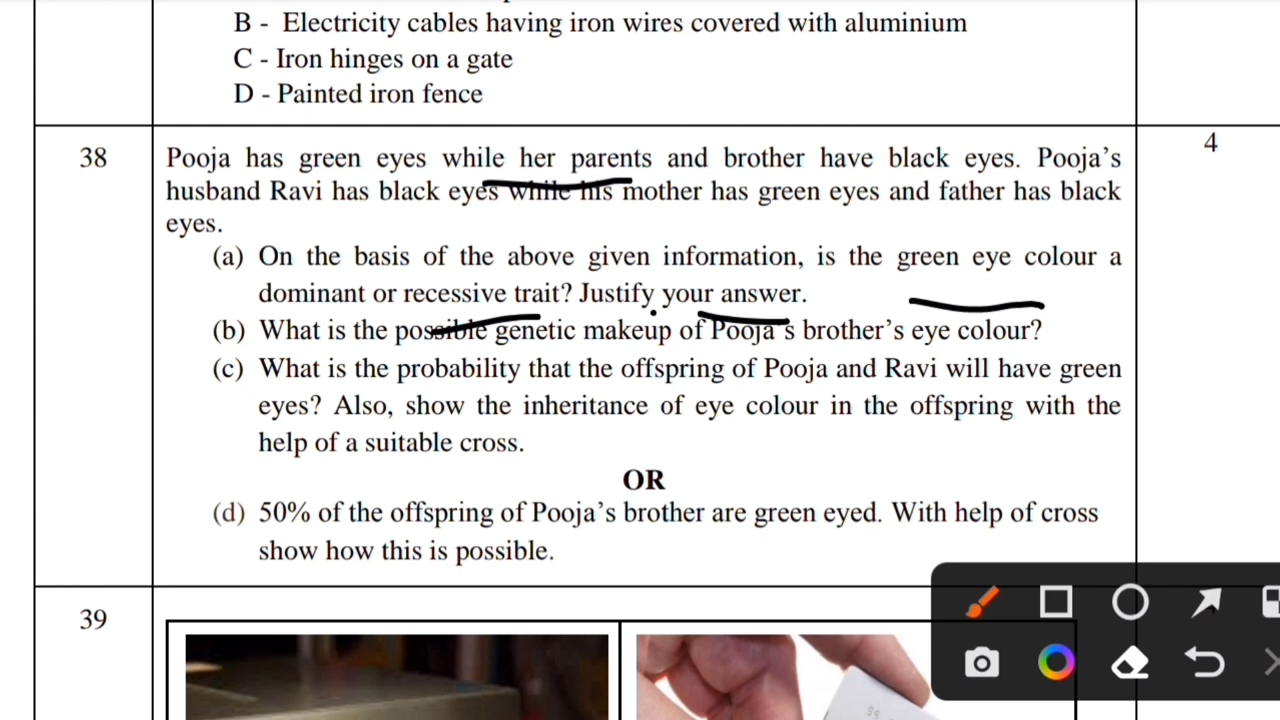 B - Electricity cables having iron wires covered with aluminium
C - Iron hinges on a gate
D - Painted iron fence
38
4
Pooja has green eyes while her parents and brother have black eyes. Pooja's
husband Ravi has black eyes while his mother has green eyes and father has black
eyes.
(a) On the basis of the above given information, is the green eye colour a
dominant or recessive trait? Justify your answer.
(b) What is the possible genetic makeup of Pooja's brother's eye colour?
(c) What is the probability that the offspring of Pooja and Ravi will have green
eyes? Also, show the inheritance of eye colour in the offspring with the
help of a suitable cross.
OR
(d) 50% of the offspring of Pooja's brother are green eyed. With help of cross
show how this is possible.
39